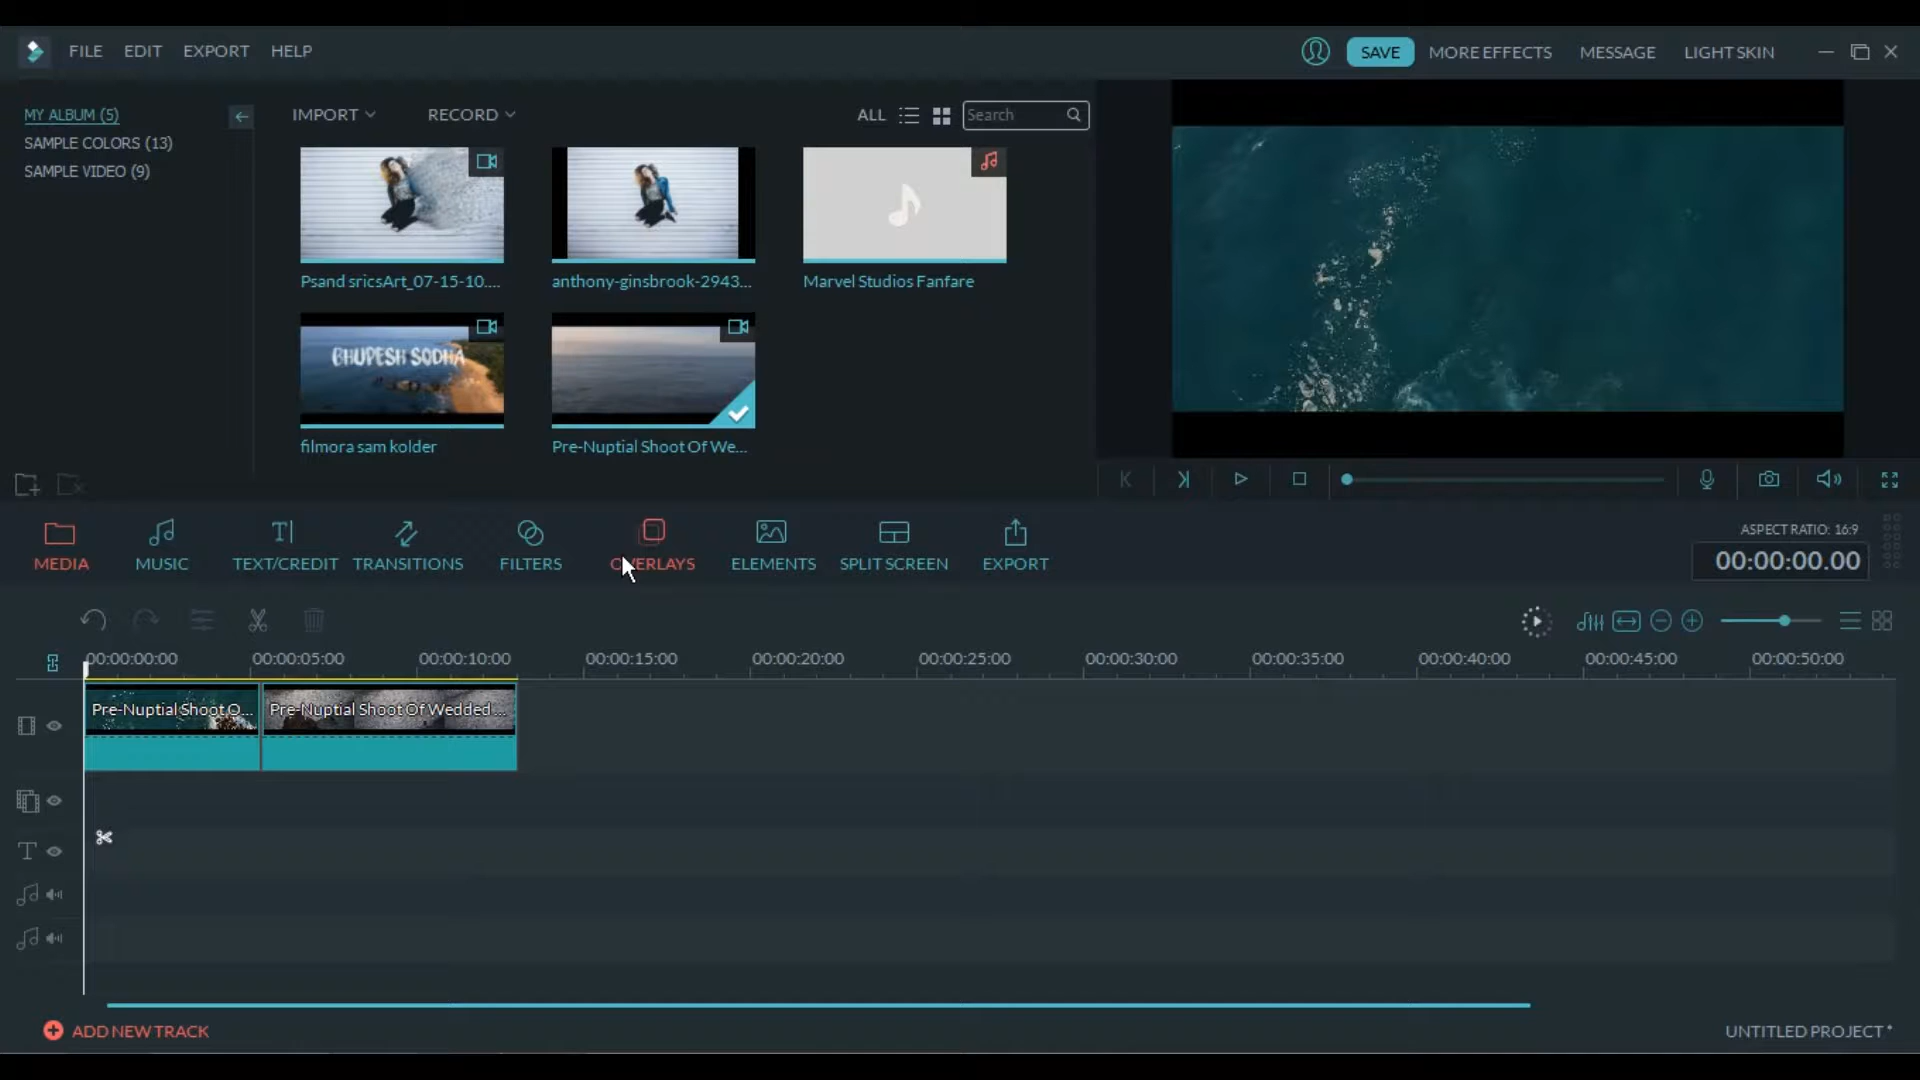 FILE EDIT EXPORT HELP
SAVE MORE EFFECTS MESSAGE LIGHT SKIN
MY ALBUM (5)
SAMPLE COLORS (13)
SAMPLE VIDEO (9)
IMPORT RECORD ALL Search
Psand sricsArt_07-15-10.... anthony-ginsbrook-2943... Marvel Studios Fanfare
BHUPESH SODHA
filmora sam kolder Pre-Nuptial Shoot Of We...
MEDIA MUSIC TEXT/CREDIT TRANSITIONS FILTERS OVERLAYS ELEMENTS SPLIT SCREEN EXPORT
ASPECT RATIO: 16:9
00:00:00.00
00:00:00:00 00:00:05:00 00:00:10:00 00:00:15:00 00:00:20:00 00:00:25:00 00:00:30:00 00:00:35:00 00:00:40:00 00:00:45:00 00:00:50:00
Pre-Nuptial Shoot O... Pre-Nuptial Shoot Of Wedded ...
ADD NEW TRACK
UNTITLED PROJECT *